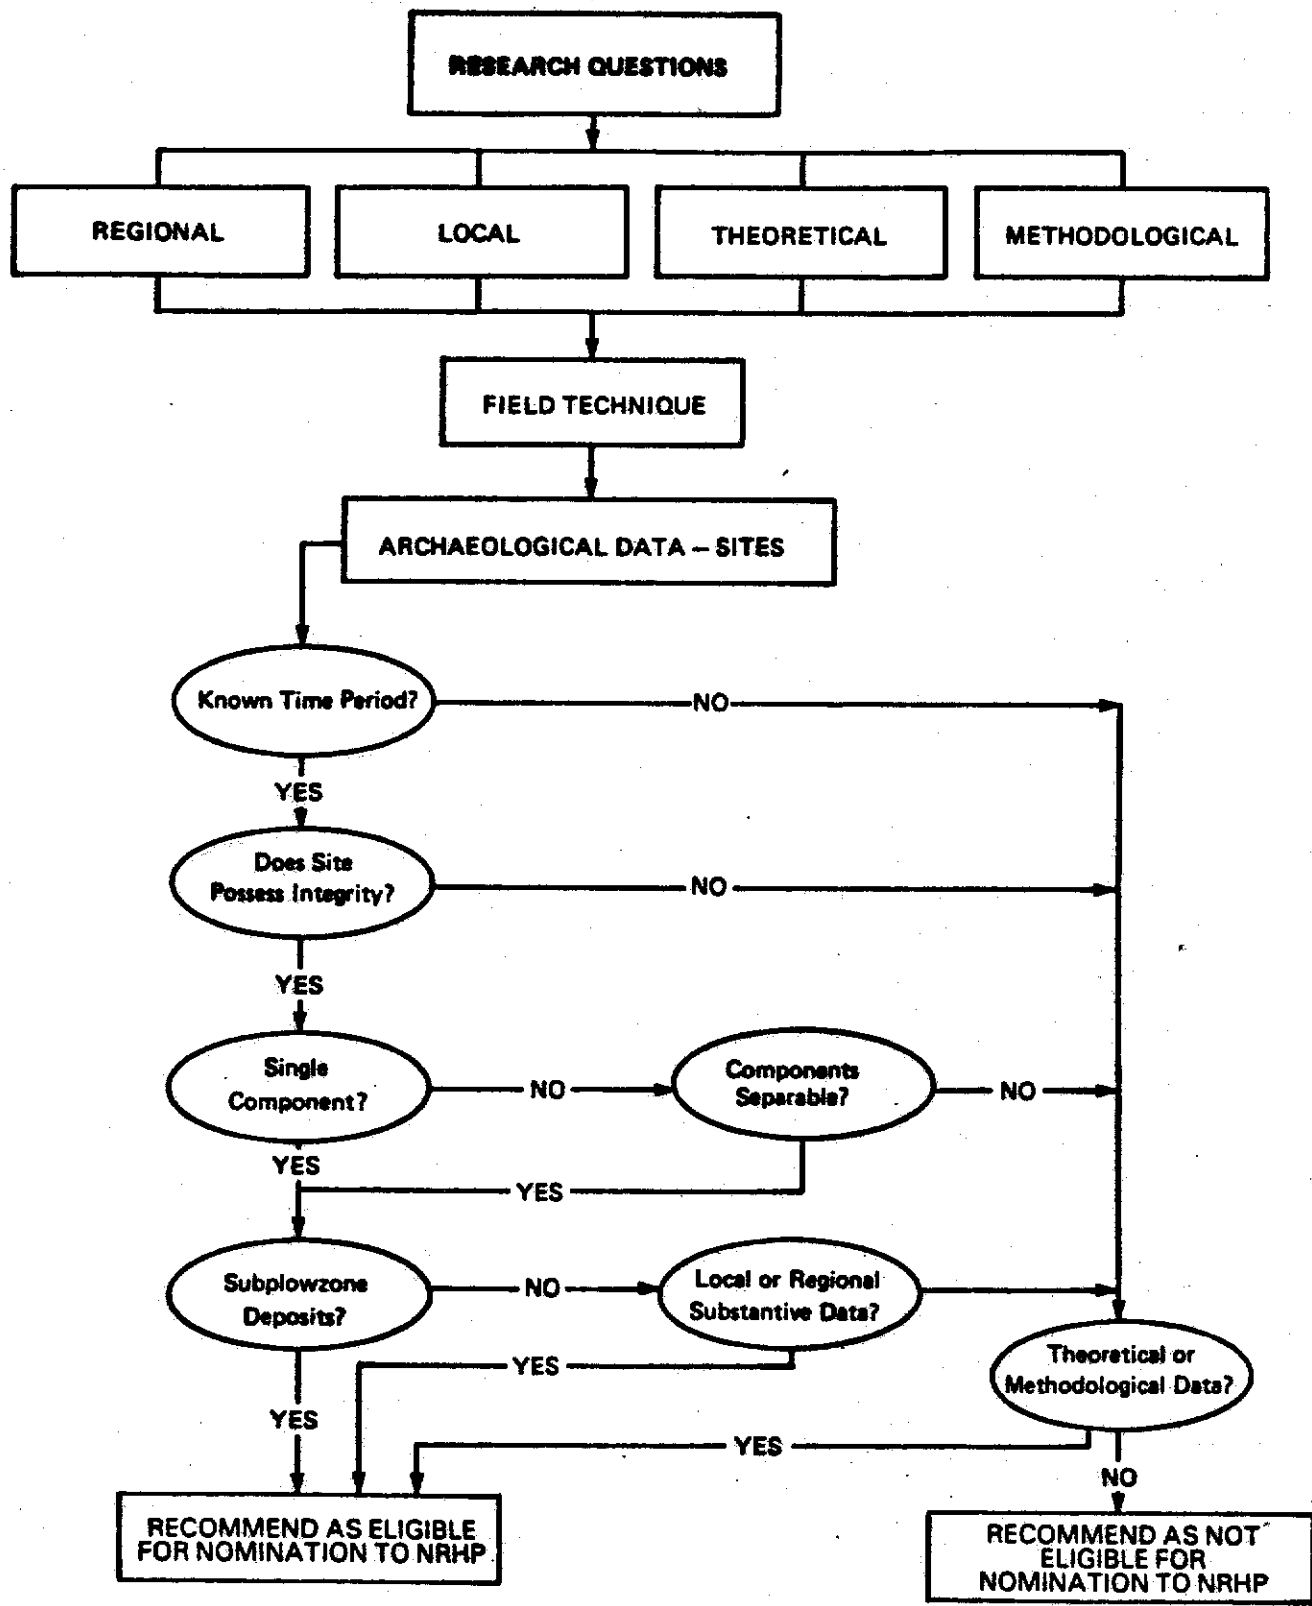 RESEARCH QUESTIONS
REGIONAL
LOCAL
THEORETICAL
METHODOLOGICAL
FIELD TECHNIQUE
ARCHAEOLOGICAL DATA – SITES
Known Time Period?
NO
YES
Does Site
Possess Integrity?
NO
YES
Single
Component?
NO
Components
Separable?
NO
YES
YES
Subplowzone
Deposits?
NO
Local or Regional
Substantive Data?
YES
Theoretical or
Methodological Data?
YES
YES
NO
RECOMMEND AS ELIGIBLE
FOR NOMINATION TO NRHP
RECOMMEND AS NOT
ELIGIBLE FOR
NOMINATION TO NRHP